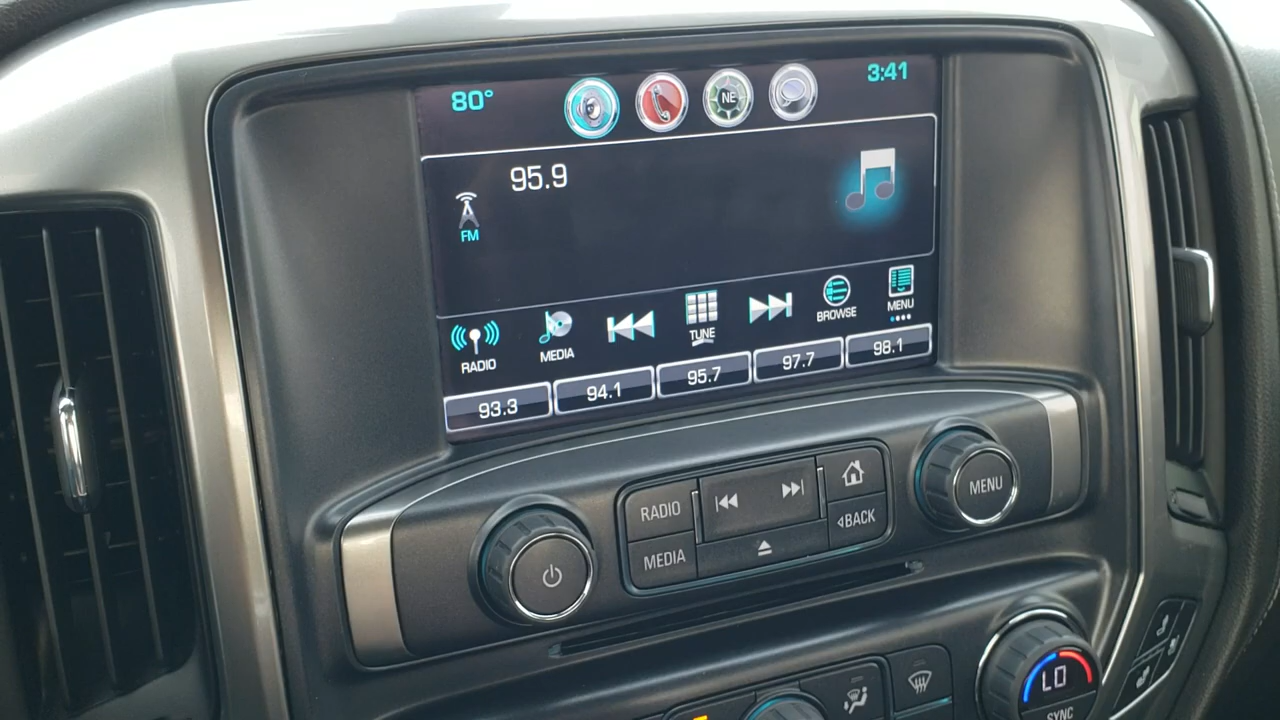 80°
NE
3:41
95.9
FM
RADIO
MEDIA
TUNE
BROWSE
MENU
93.3
94.1
95.7
97.7
98.1
RADIO
MEDIA
BACK
MENU
LO
SYNC